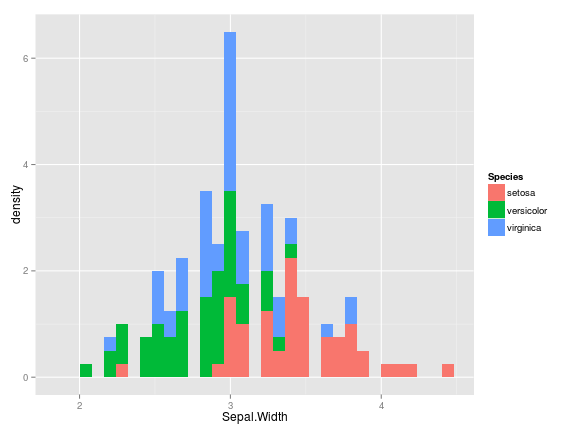 6
4
2
0
density
2
3
4
Sepal.Width
Species
setosa
versicolor
virginica